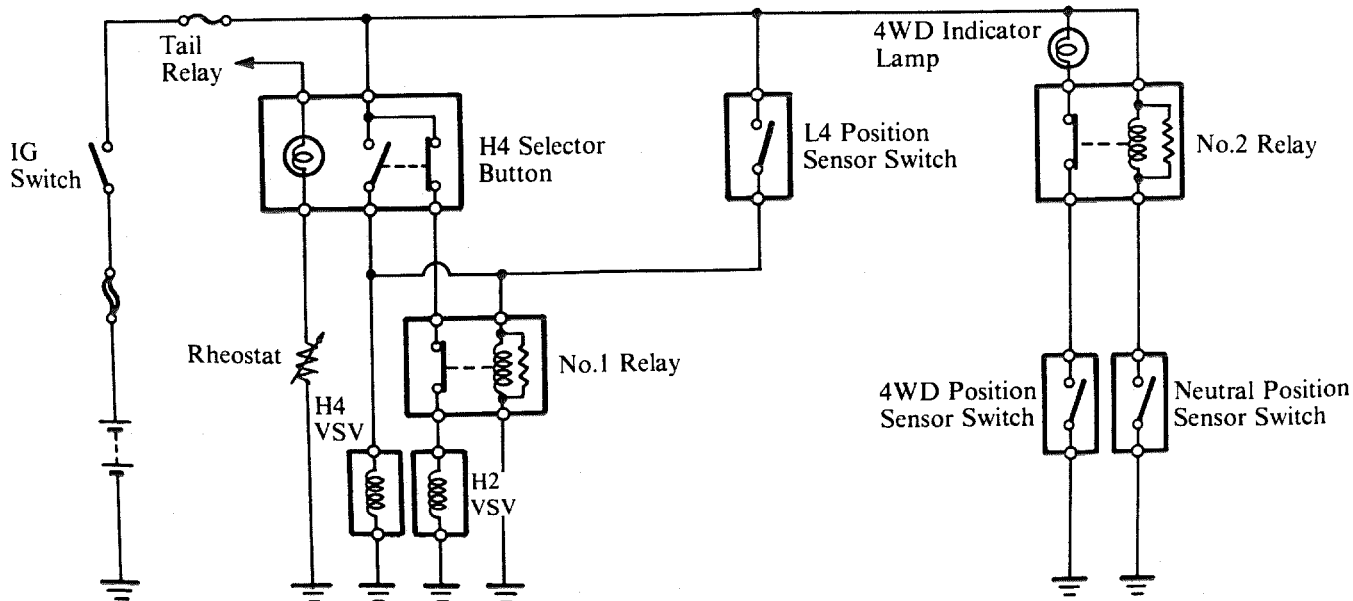 Tail
Relay
4WD Indicator
Lamp
IG
Switch
H4 Selector
Button
L4 Position
Sensor Switch
No.2 Relay
Rheostat
No.1 Relay
H4
VSV
H2
VSV
4WD Position
Sensor Switch
Neutral Position
Sensor Switch